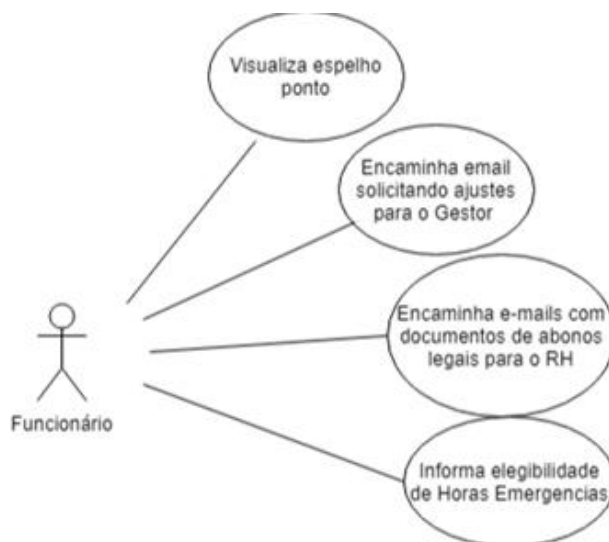 Visualiza espelho
ponto
Encaminha email
solicitando ajustes
para o Gestor
Encaminha e-mails com
documentos de abonos
legais para o RH
Funcionário
Informa elegibilidade
de Horas Emergencias